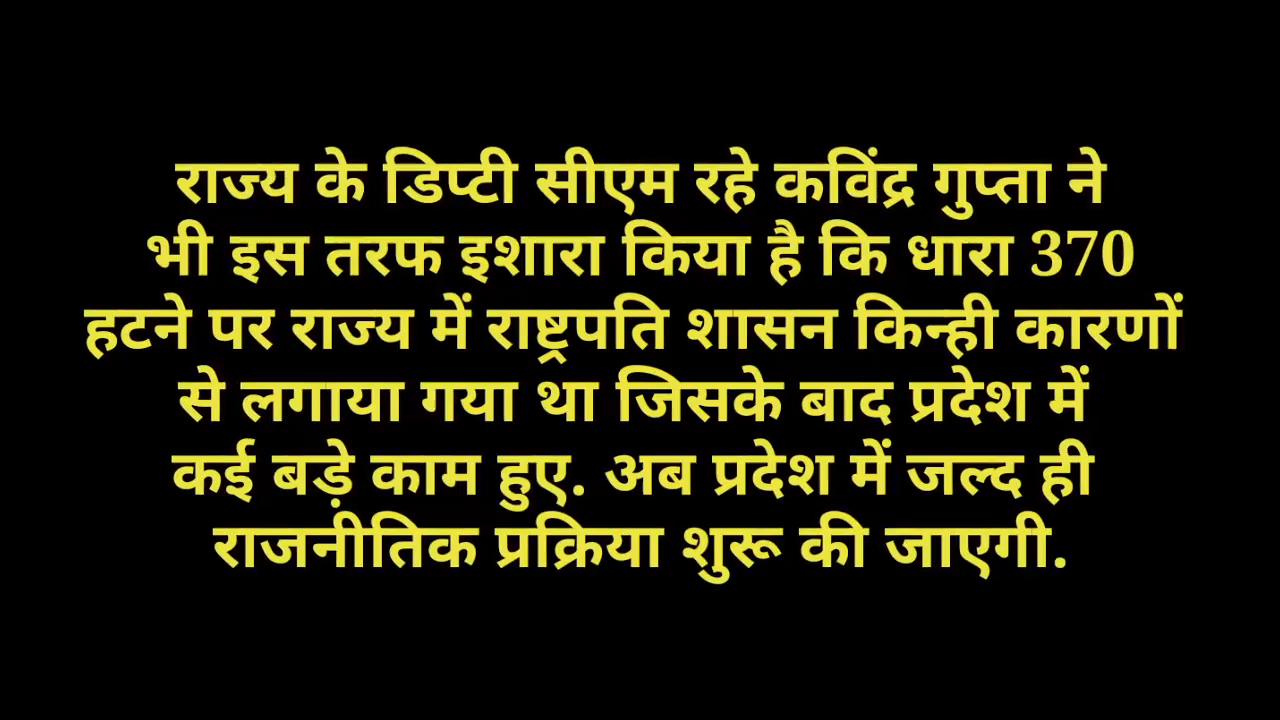 राज्य के डिप्टी सीएम रहे कविंद्र गुप्ता ने
भी इस तरफ इशारा किया है कि धारा 370
हटने पर राज्य में राष्ट्रपति शासन किन्ही कारणों
से लगाया गया था जिसके बाद प्रदेश में
कई बड़े काम हुए. अब प्रदेश में जल्द ही
राजनीतिक प्रक्रिया शुरू की जाएगी.